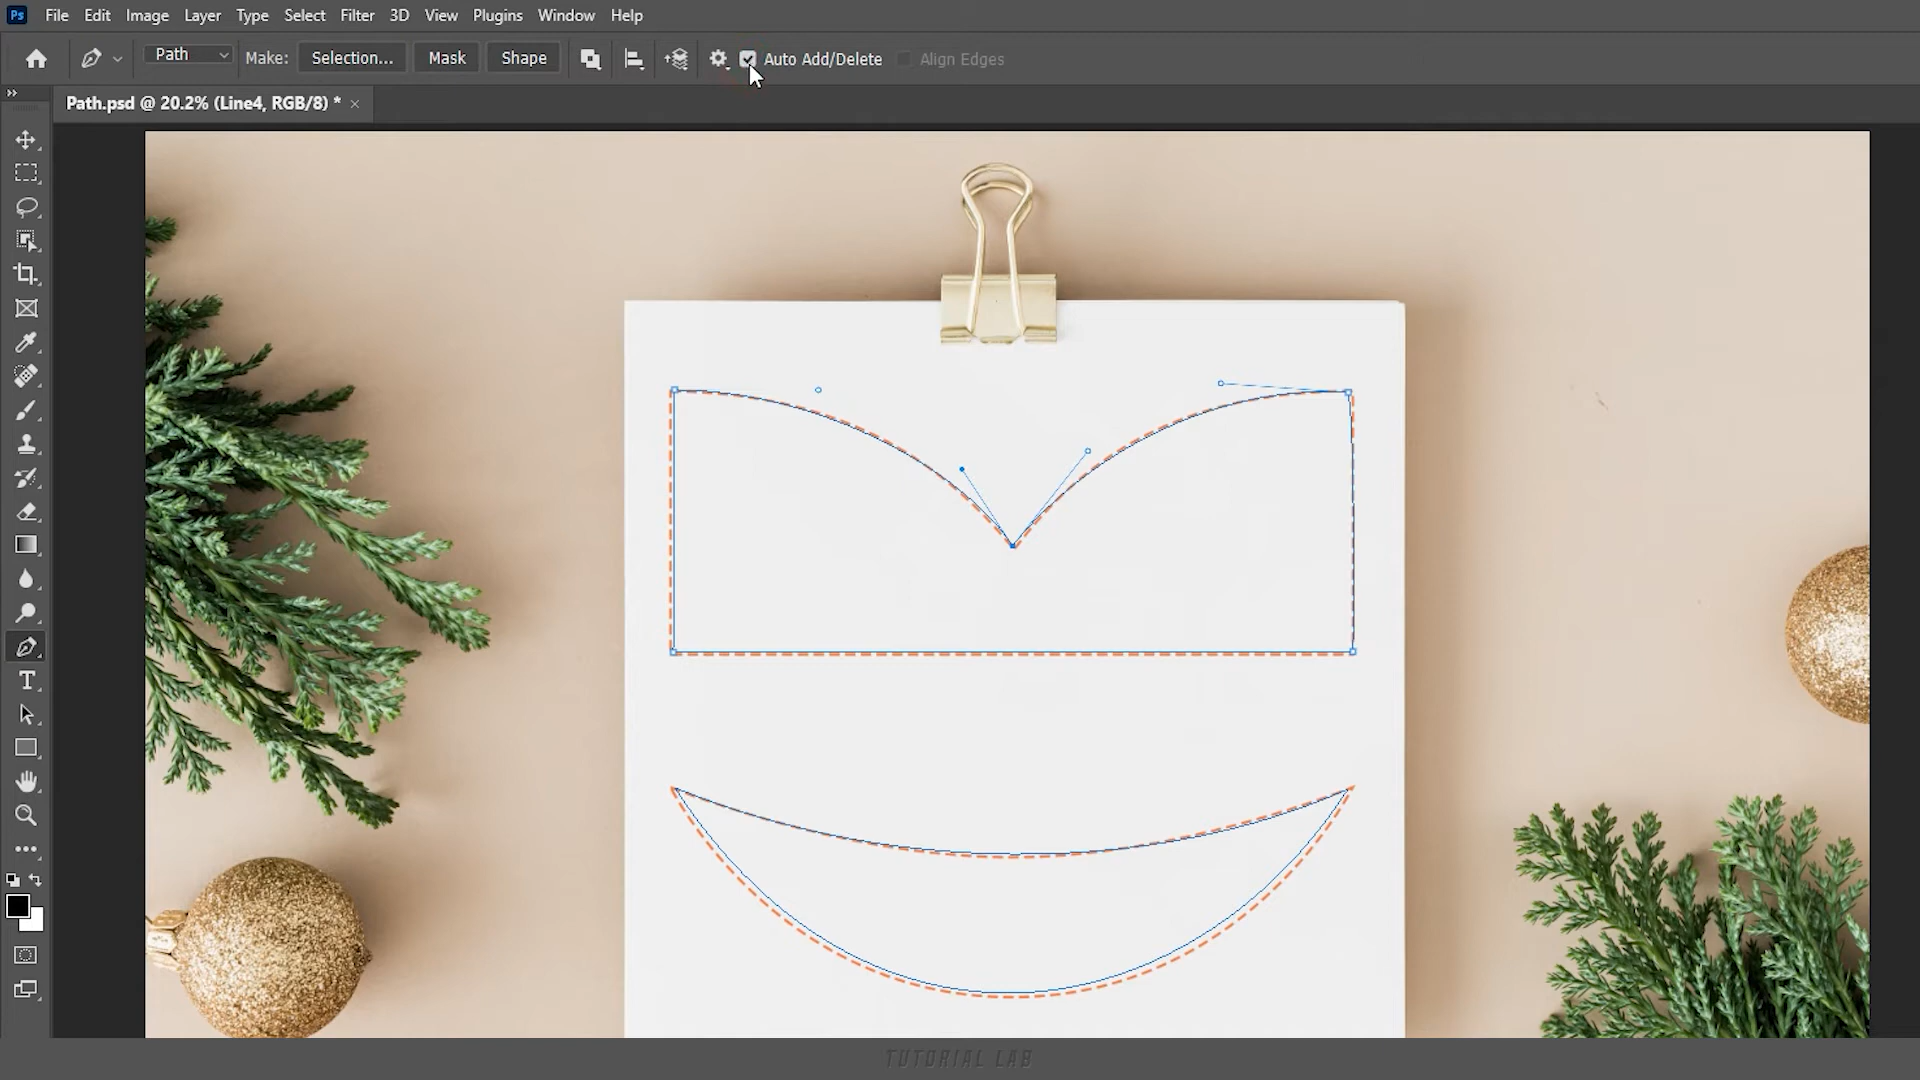 Ps File Edit Image Layer Type Select Filter 3D View Plugins Window Help
Path Make: Selection... Mask Shape Auto Add/Delete Align Edges
Path.psd @ 20.2% (Line4, RGB/8) *
T
TUTORIAL LAB